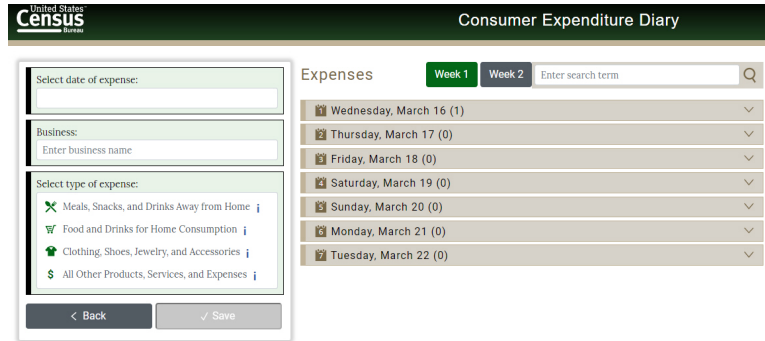 United States™
Census
Bureau
Consumer Expenditure Diary
Select date of expense:
Business:
Enter business name
Select type of expense:
Meals, Snacks, and Drinks Away from Home i
Food and Drinks for Home Consumption i
Clothing, Shoes, Jewelry, and Accessories i
$ All Other Products, Services, and Expenses i
< Back
✓ Save
Expenses
Week 1
Week 2
Enter search term
1 Wednesday, March 16 (1)
2 Thursday, March 17 (0)
3 Friday, March 18 (0)
4 Saturday, March 19 (0)
5 Sunday, March 20 (0)
6 Monday, March 21 (0)
7 Tuesday, March 22 (0)